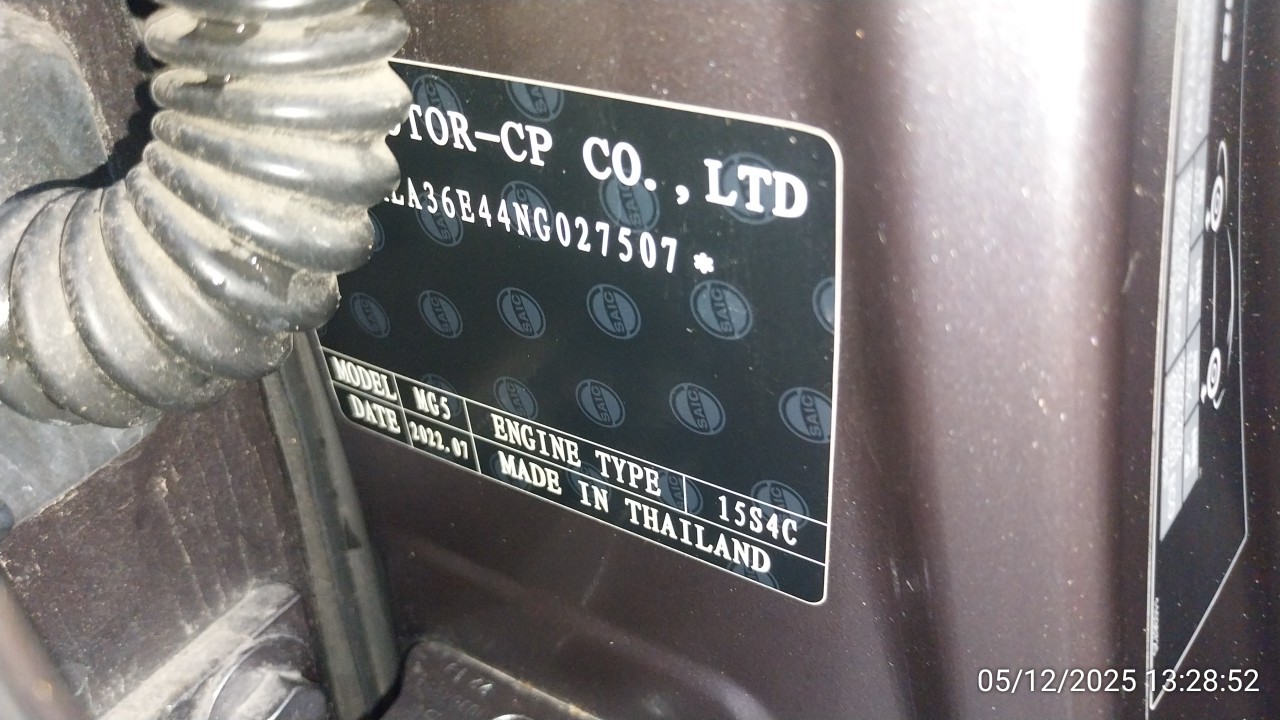 TOR-CP CO.,LTD
LA36E44NG027507*
SAIC
MODEL MG5 ENGINE TYPE 15S4C
DATE 2022.07 MADE IN THAILAND
05/12/2025 13:28:52